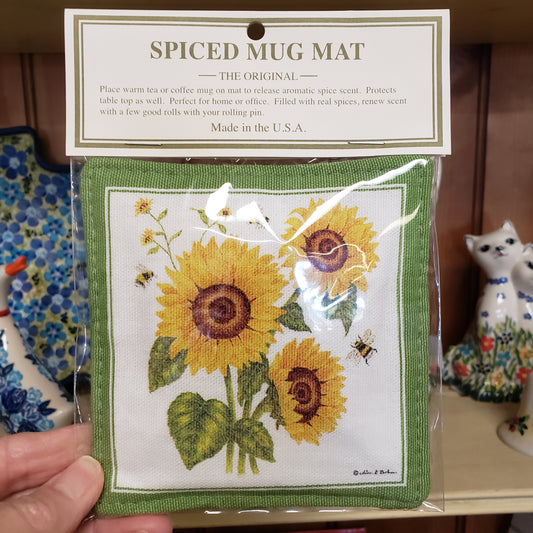 SPICED MUG MAT
THE ORIGINAL
Place warm tea or coffee mug on mat to release aromatic spice scent. Protects
table top as well. Perfect for home or office. Filled with real spices, renew scent
with a few good rolls with your rolling pin.
Made in the U.S.A.
©